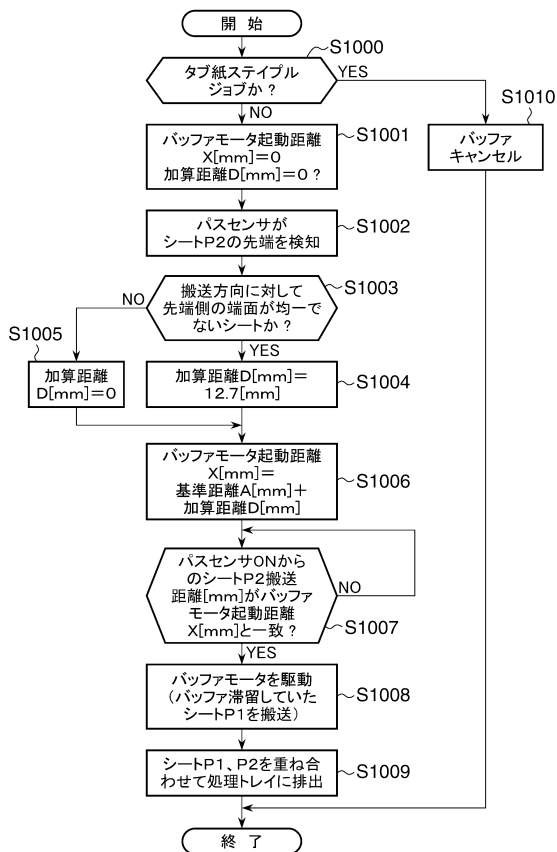 開 始
S1000
タブ紙ステイプル
ジョブか？
YES
NO
S1010
バッファ
キャンセル
バッファモータ起動距離
X[mm]＝0
加算距離D[mm]＝0？
S1001
パスセンサが
シートP2の先端を検知
S1002
搬送方向に対して
先端側の端面が均一で
ないシートか？
S1003
NO
YES
S1005
加算距離
D[mm]＝0
加算距離D[mm]＝
12.7[mm]
S1004
バッファモータ起動距離
X[mm]＝
基準距離A[mm]＋
加算距離D[mm]
S1006
パスセンサONから
のシートP2搬送
距離[mm]がバッファ
モータ起動距離
X[mm]と一致？
NO
S1007
YES
バッファモータを駆動
（バッファ滞留していた
シートP1を搬送）
S1008
シートP1、P2を重ね合
わせて処理トレイに排出
S1009
終 了